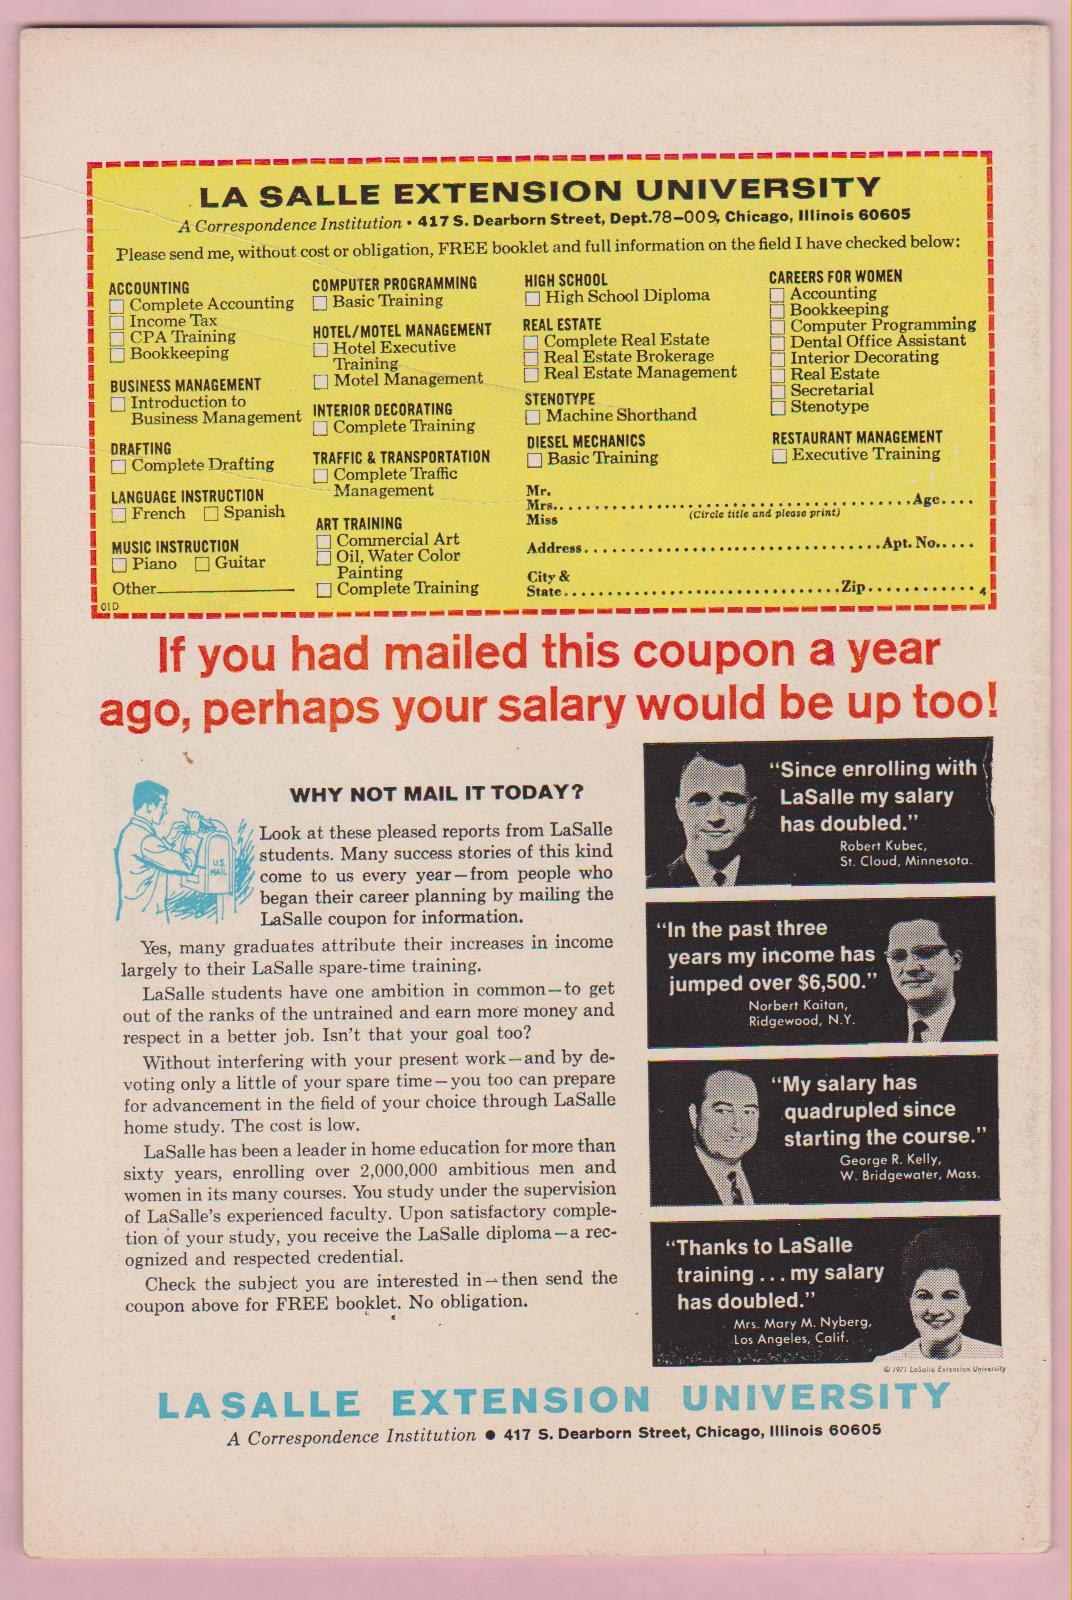 LA SALLE EXTENSION UNIVERSITY
A Correspondence Institution • 417 S. Dearborn Street, Dept.78-009, Chicago, Illinois 60605
Please send me, without cost or obligation, FREE booklet and full information on the field I have checked below:
ACCOUNTING
Complete Accounting
Income Tax
CPA Training
Bookkeeping
BUSINESS MANAGEMENT
Introduction to
Business Management
DRAFTING
Complete Drafting
LANGUAGE INSTRUCTION
French Spanish
MUSIC INSTRUCTION
Piano Guitar
Other
01D
COMPUTER PROGRAMMING
Basic Training
HOTEL/MOTEL MANAGEMENT
Hotel Executive
Training
Motel Management
INTERIOR DECORATING
Complete Training
TRAFFIC & TRANSPORTATION
Complete Traffic
Management
ART TRAINING
Commercial Art
Oil, Water Color
Painting
Complete Training
HIGH SCHOOL
High School Diploma
REAL ESTATE
Complete Real Estate
Real Estate Brokerage
Real Estate Management
STENOTYPE
Machine Shorthand
DIESEL MECHANICS
Basic Training
CAREERS FOR WOMEN
Accounting
Bookkeeping
Computer Programming
Dental Office Assistant
Interior Decorating
Real Estate
Secretarial
Stenotype
RESTAURANT MANAGEMENT
Executive Training
Mr.
Mrs. Age
Miss (Circle title and please print)
Address Apt. No.
City &
State Zip 4
If you had mailed this coupon a year
ago, perhaps your salary would be up too!
U.S.
MAIL
WHY NOT MAIL IT TODAY?
Look at these pleased reports from LaSalle
students. Many success stories of this kind
come to us every year—from people who
began their career planning by mailing the
LaSalle coupon for information.
Yes, many graduates attribute their increases in income
largely to their LaSalle spare-time training.
LaSalle students have one ambition in common—to get
out of the ranks of the untrained and earn more money and
respect in a better job. Isn't that your goal too?
Without interfering with your present work—and by de-
voting only a little of your spare time—you too can prepare
for advancement in the field of your choice through LaSalle
home study. The cost is low.
LaSalle has been a leader in home education for more than
sixty years, enrolling over 2,000,000 ambitious men and
women in its many courses. You study under the supervision
of LaSalle's experienced faculty. Upon satisfactory comple-
tion of your study, you receive the LaSalle diploma—a rec-
ognized and respected credential.
Check the subject you are interested in—then send the
coupon above for FREE booklet. No obligation.
"Since enrolling with
LaSalle my salary
has doubled."
Robert Kubec,
St. Cloud, Minnesota.
"In the past three
years my income has
jumped over $6,500."
Norbert Kaitan,
Ridgewood, N.Y.
"My salary has
quadrupled since
starting the course."
George R. Kelly,
W. Bridgewater, Mass.
"Thanks to LaSalle
training . . . my salary
has doubled."
Mrs. Mary M. Nyberg,
Los Angeles, Calif.
© 1971 LaSalle Extension University
LASALLE EXTENSION UNIVERSITY
A Correspondence Institution • 417 S. Dearborn Street, Chicago, Illinois 60605